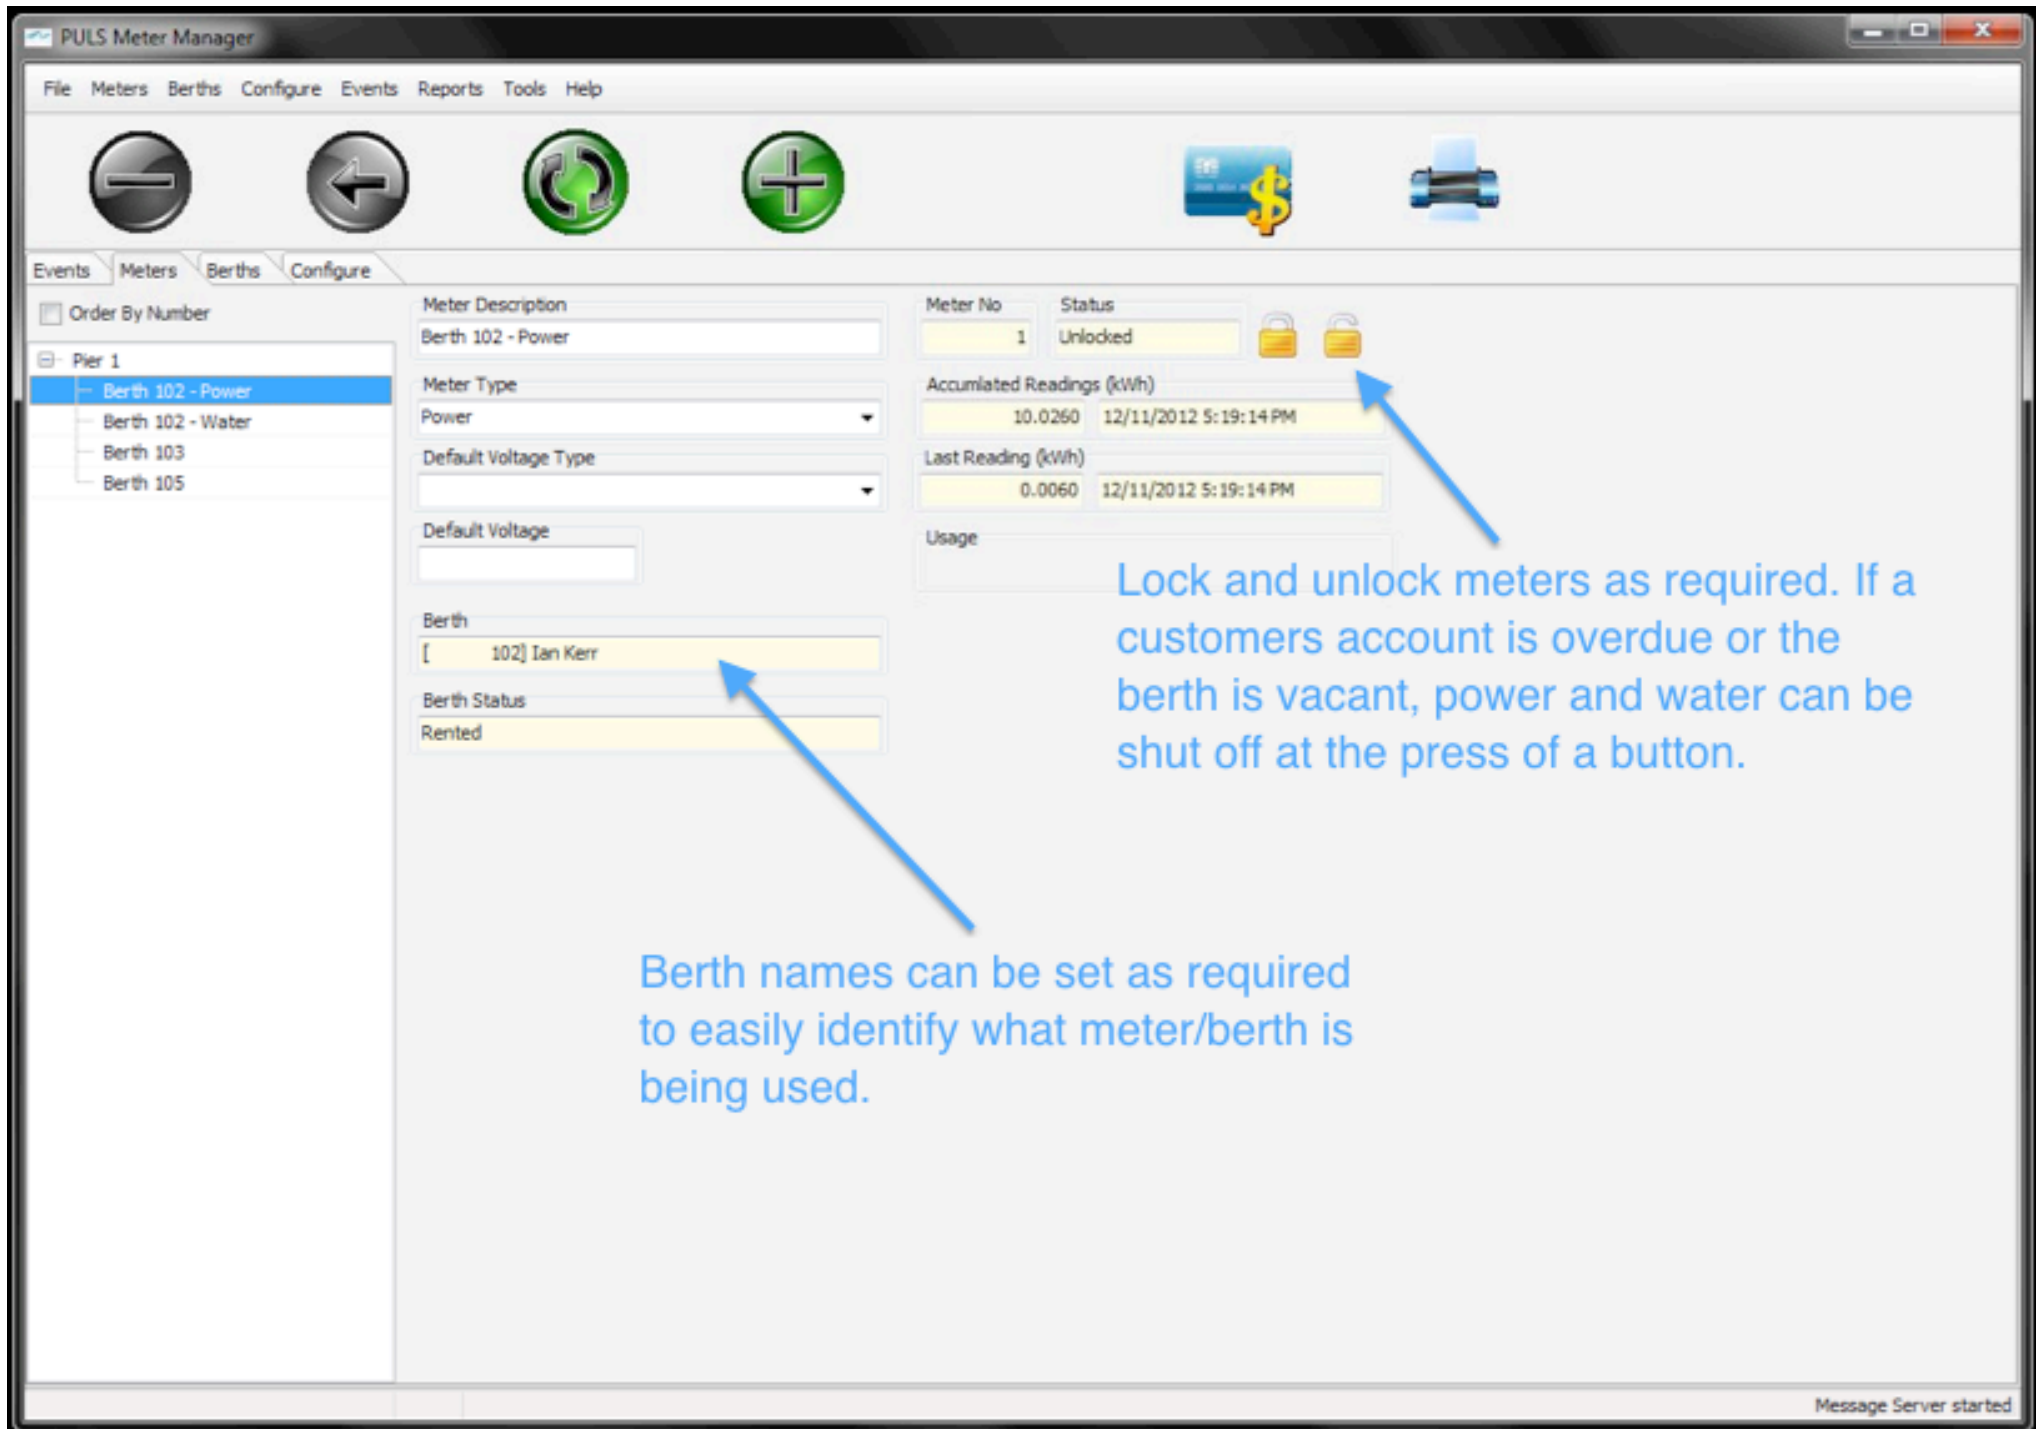 PULS Meter Manager
File Meters Berths Configure Events Reports Tools Help
Events Meters Berths Configure
Order By Number
Pier 1
Berth 102 - Power
Berth 102 - Water
Berth 103
Berth 105
Meter Description
Berth 102 - Power
Meter Type
Power
Default Voltage Type
Default Voltage
Berth
[ 102] Ian Kerr
Berth Status
Rented
Meter No Status
1 Unlocked
Accumlated Readings (kWh)
10.0260 12/11/2012 5:19:14 PM
Last Reading (kWh)
0.0060 12/11/2012 5:19:14 PM
Usage
Lock and unlock meters as required. If a
customers account is overdue or the
berth is vacant, power and water can be
shut off at the press of a button.
Berth names can be set as required
to easily identify what meter/berth is
being used.
Message Server started